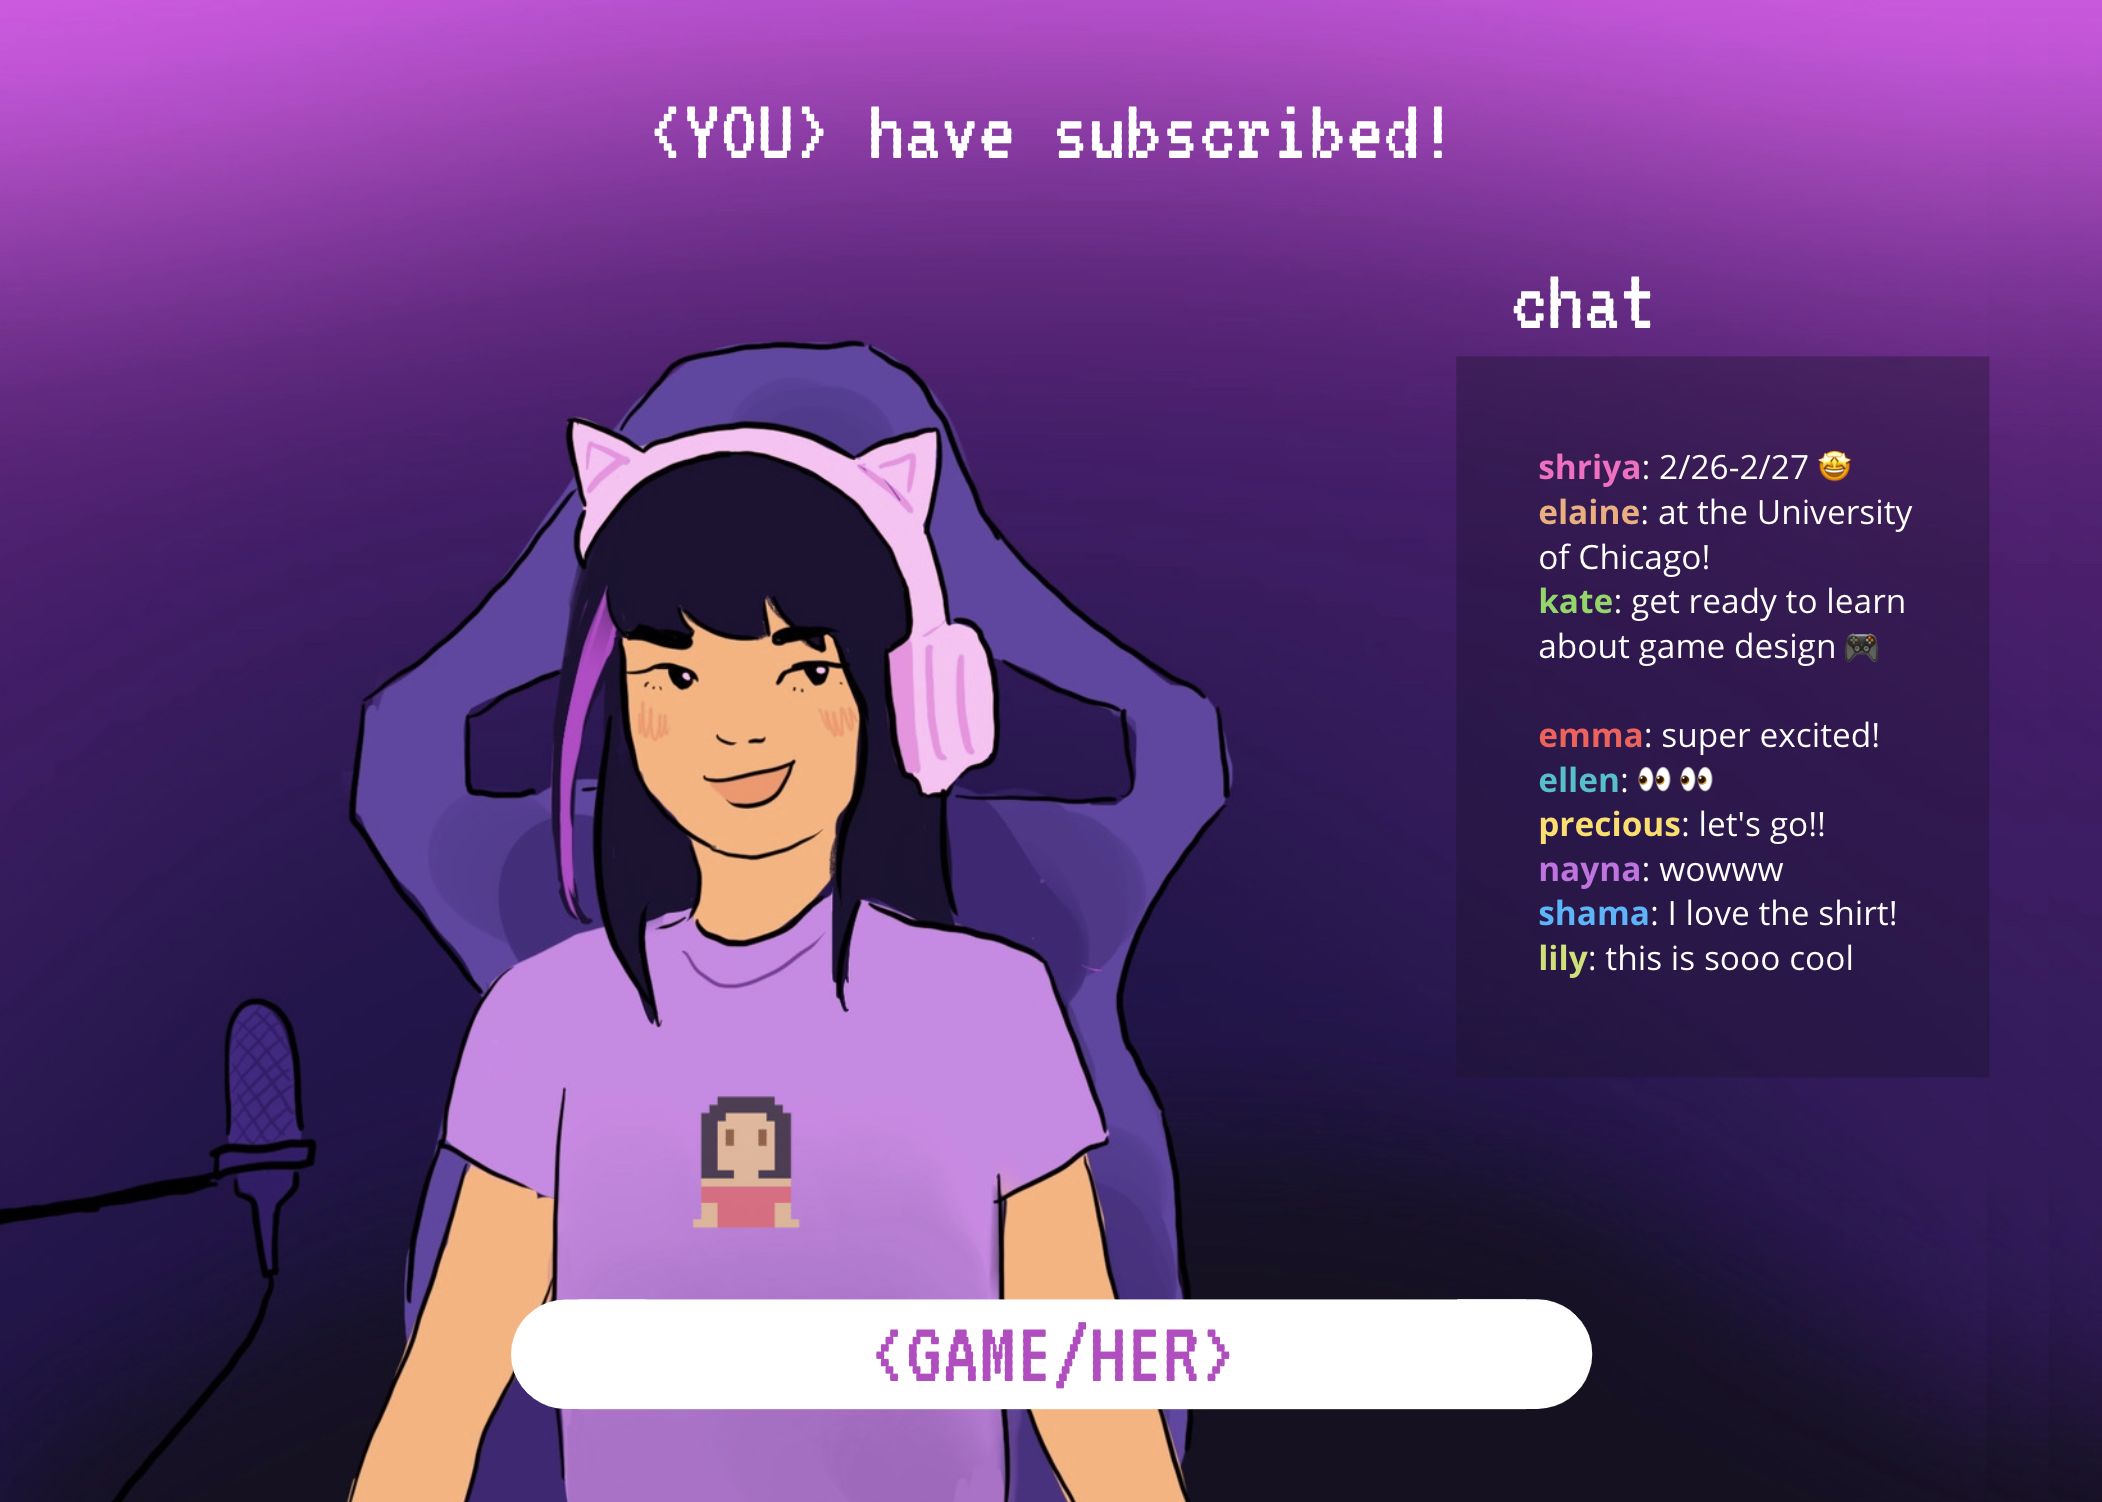 <YOU> have subscribed!
chat
shriya: 2/26-2/27 🤩
elaine: at the University
of Chicago!
kate: get ready to learn
about game design 🎮
emma: super excited!
ellen: 👀 👀
precious: let's go!!
nayna: wowww
shama: I love the shirt!
lily: this is sooo cool
<GAME/HER>